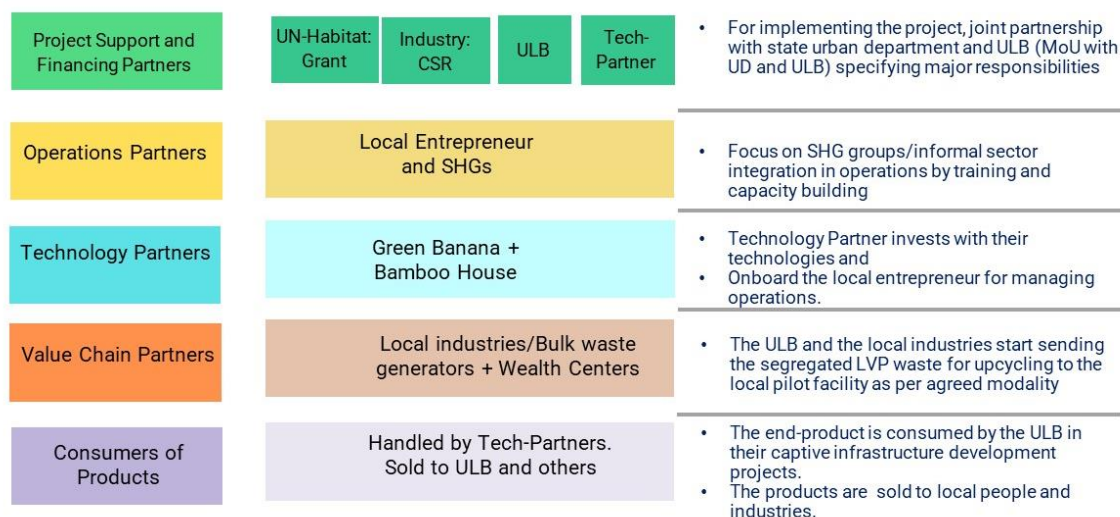 Project Support and
Financing Partners
UN-Habitat:
Grant
Industry:
CSR
ULB
Tech-
Partner
• For implementing the project, joint partnership
with state urban department and ULB (MoU with
UD and ULB) specifying major responsibilities
Operations Partners
Local Entrepreneur
and SHGs
• Focus on SHG groups/informal sector
integration in operations by training and
capacity building
Technology Partners
Green Banana +
Bamboo House
• Technology Partner invests with their
technologies and
• Onboard the local entrepreneur for managing
operations.
Value Chain Partners
Local industries/Bulk waste
generators + Wealth Centers
• The ULB and the local industries start sending
the segregated LVP waste for upcycling to the
local pilot facility as per agreed modality
Consumers of
Products
Handled by Tech-Partners.
Sold to ULB and others
• The end-product is consumed by the ULB in
their captive infrastructure development
projects.
• The products are sold to local people and
industries.